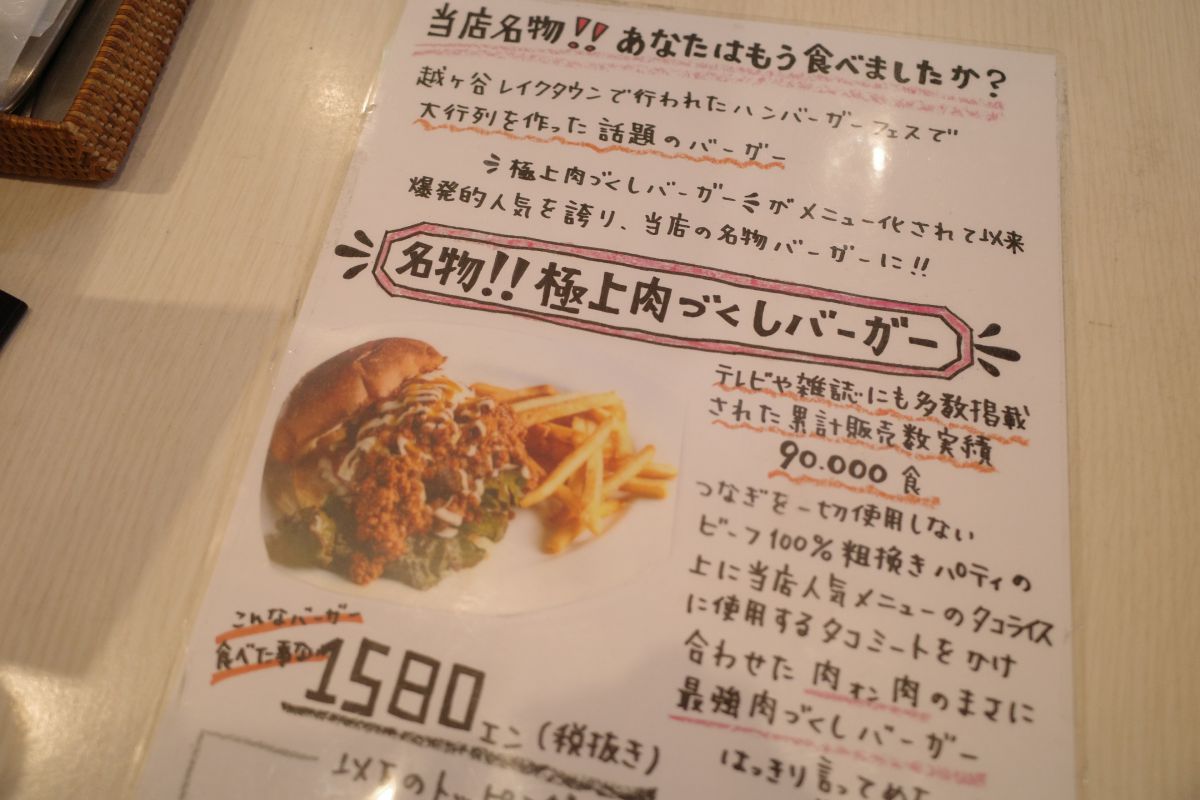 当店名物!! あなたはもう食べましたか?
越ヶ谷レイクタウンで行われたハンバーガーフェスで
大行列を作った話題のバーガー
極上肉づくしバーガーがメニュー化されて以来
爆発的人気を誇り、当店の名物バーガーに!!
名物!! 極上肉づくしバーガー
テレビや雑誌にも多数掲載
された累計販売数実績
90.000食
つなぎを一切使用しない
ビーフ100%粗挽きパティの
上に当店人気メニューのタコライス
に使用するタコミートをかけ
合わせた肉オン肉のまさに
最強肉づくしバーガー
はっきり言って
こんなバーガー
食べた事
1580エン(税抜き)
以下のトッピング